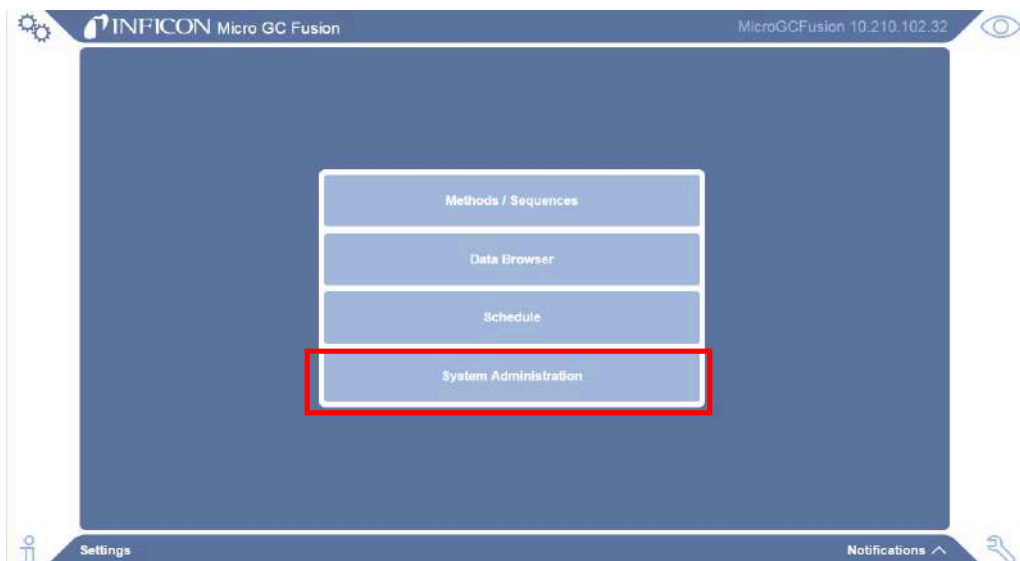 INFICON Micro GC Fusion
MicroGCFusion 10.210.102.32
Methods / Sequences
Data Browser
Schedule
System Administration
Settings
Notifications